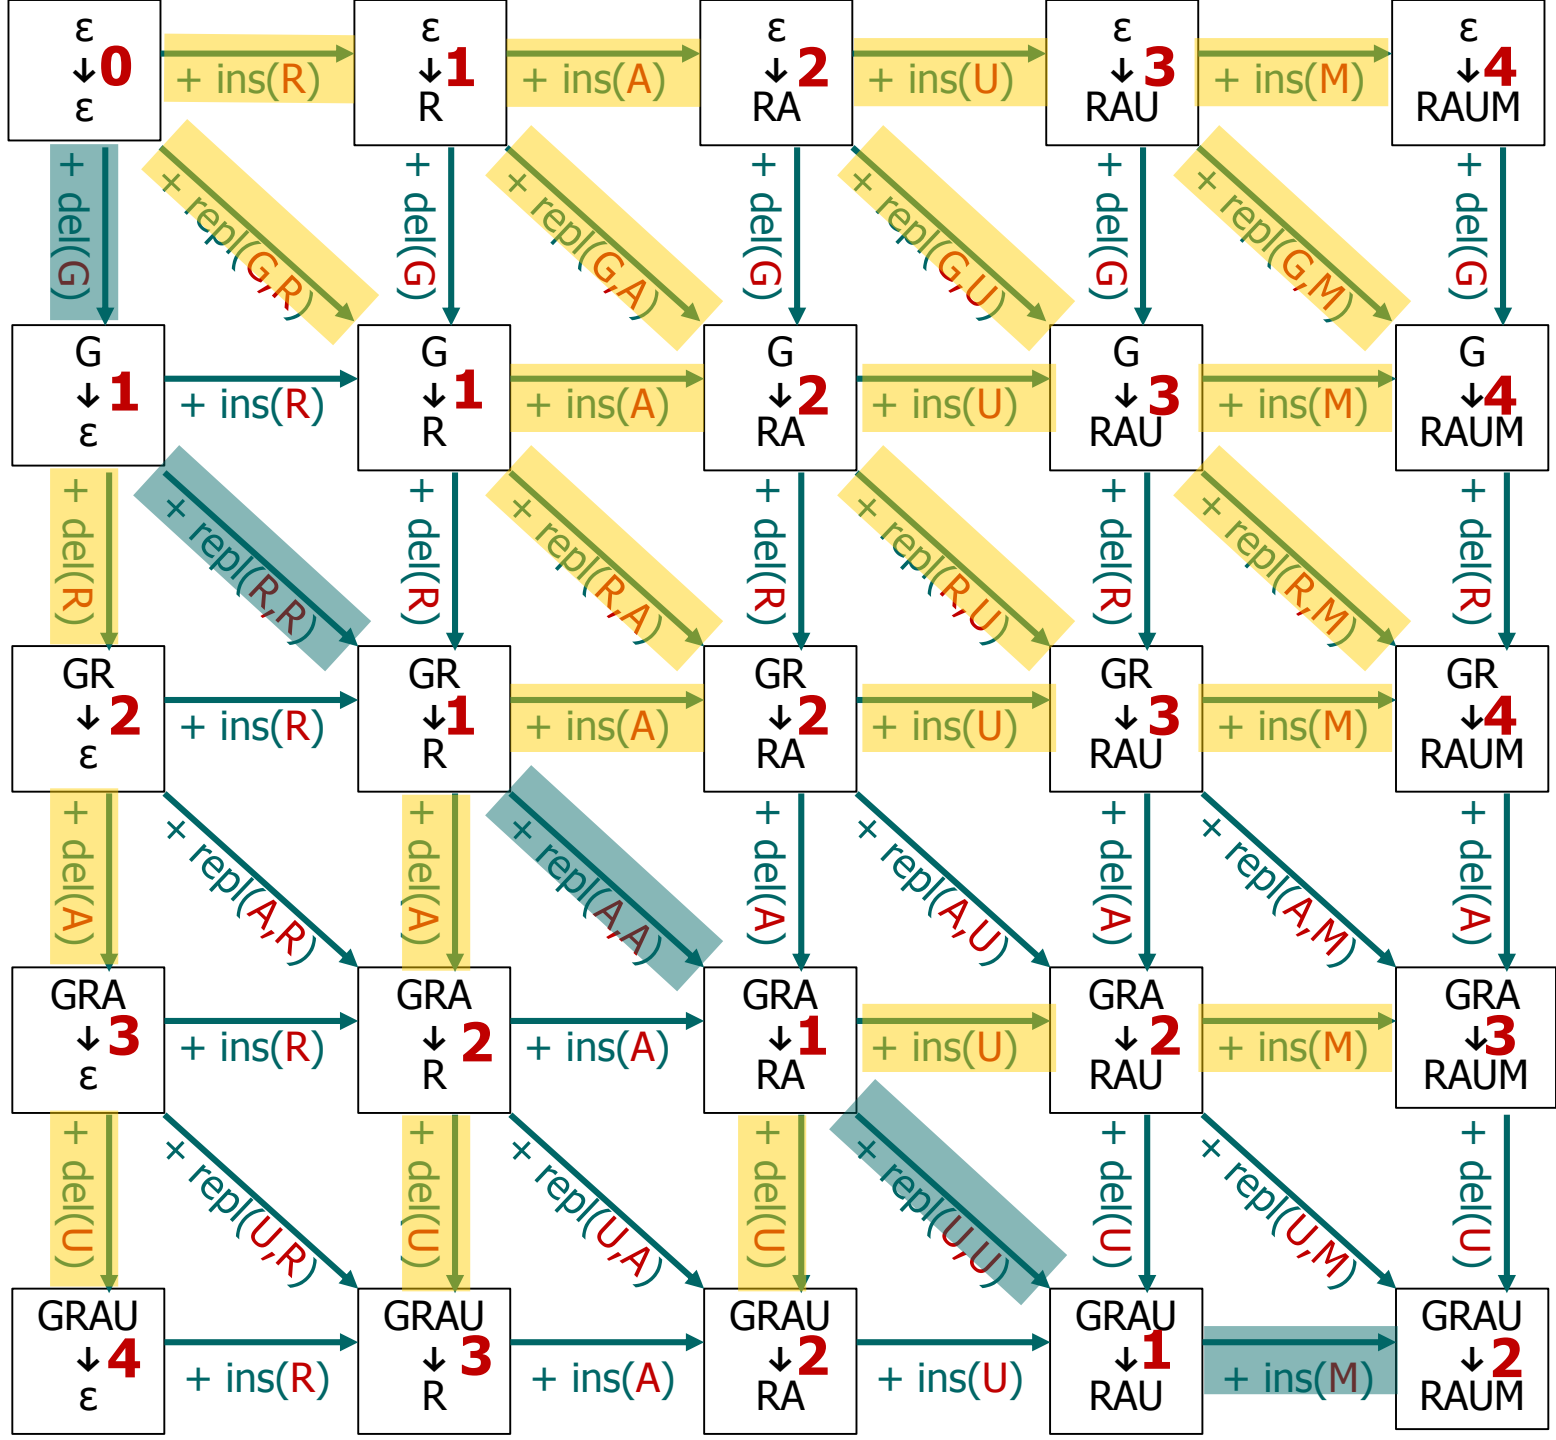 ε ε ε ε ε
↓0 ↓1 ↓2 ↓3 ↓4
+ ins(R) + ins(A) + ins(U) + ins(M)
ε R RA RAU RAUM
+ del(G) + repl(G,R) + del(G) + repl(G,A) + del(G) + repl(G,U) + del(G) + repl(G,M) + del(G)
G G G G G
↓1 ↓1 ↓2 ↓3 ↓4
+ ins(R) + ins(A) + ins(U) + ins(M)
ε R RA RAU RAUM
+ del(R) + repl(R,R) + del(R) + repl(R,A) + del(R) + repl(R,U) + del(R) + repl(R,M) + del(R)
GR GR GR GR GR
↓2 ↓1 ↓2 ↓3 ↓4
+ ins(R) + ins(A) + ins(U) + ins(M)
ε R RA RAU RAUM
+ del(A) + repl(A,R) + del(A) + repl(A,A) + del(A) + repl(A,U) + del(A) + repl(A,M) + del(A)
GRA GRA GRA GRA GRA
↓3 ↓2 ↓1 ↓2 ↓3
+ ins(R) + ins(A) + ins(U) + ins(M)
ε R RA RAU RAUM
+ del(U) + repl(U,R) + del(U) + repl(U,A) + del(U) + repl(U,U) + del(U) + repl(U,M) + del(U)
GRAU GRAU GRAU GRAU GRAU
↓4 ↓3 ↓2 ↓1 ↓2
+ ins(R) + ins(A) + ins(U) + ins(M)
ε R RA RAU RAUM